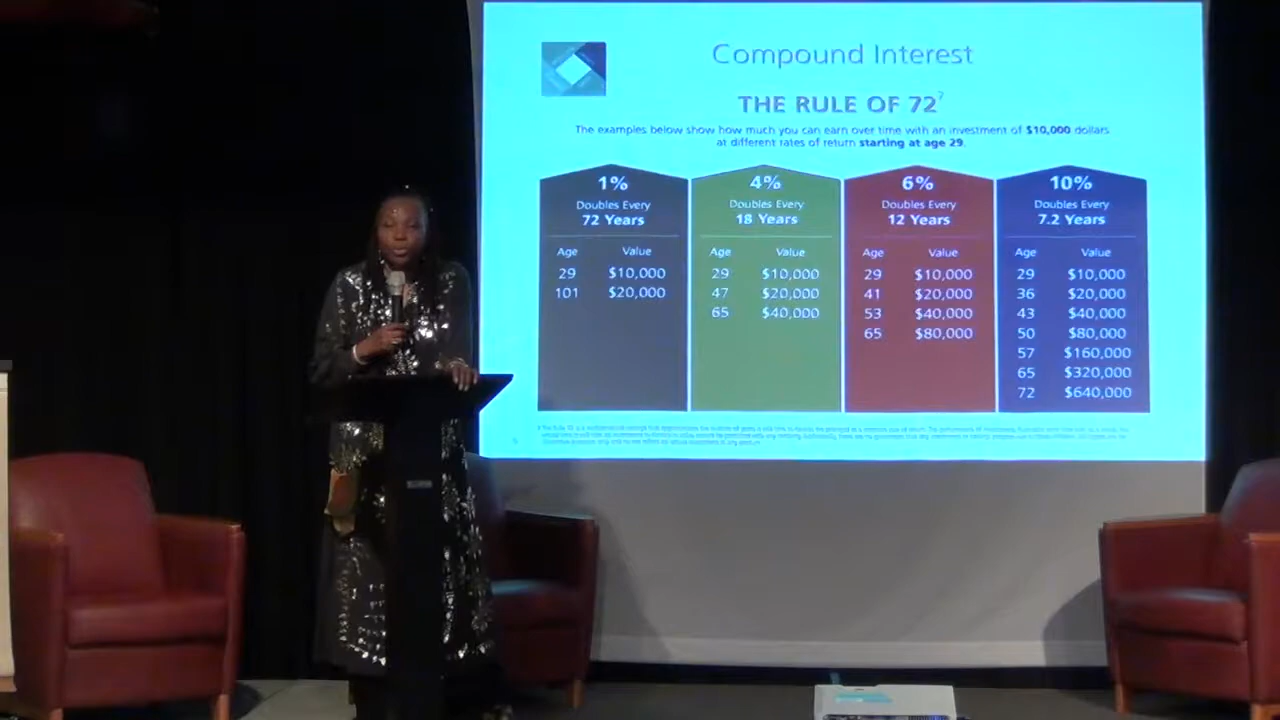 Compound Interest
THE RULE OF 72⁷
The examples below show how much you can earn over time with an investment of $10,000 dollars
at different rates of return starting at age 29.
1%
Doubles Every
72 Years
Age Value
29 $10,000
101 $20,000
4%
Doubles Every
18 Years
Age Value
29 $10,000
47 $20,000
65 $40,000
6%
Doubles Every
12 Years
Age Value
29 $10,000
41 $20,000
53 $40,000
65 $80,000
10%
Doubles Every
7.2 Years
Age Value
29 $10,000
36 $20,000
43 $40,000
50 $80,000
57 $160,000
65 $320,000
72 $640,000